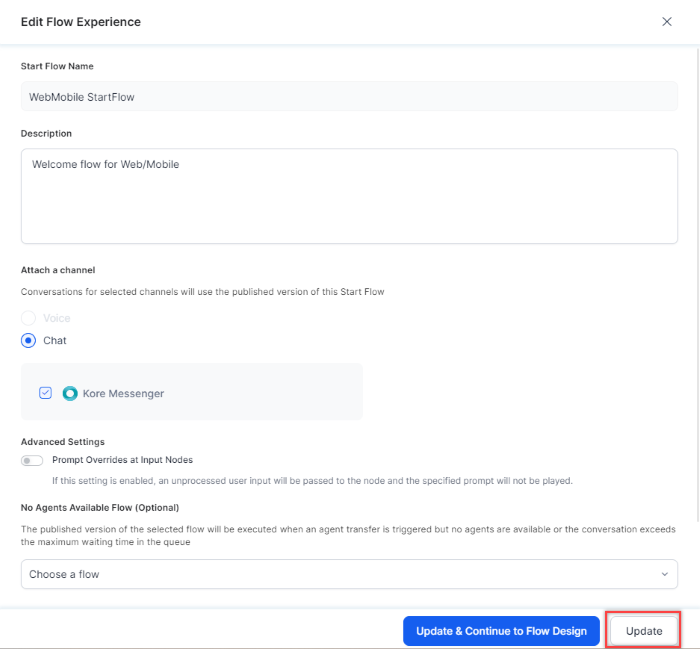 Edit Flow Experience
Start Flow Name
WebMobile StartFlow
Description
Welcome flow for Web/Mobile
Attach a channel
Conversations for selected channels will use the published version of this Start Flow
Voice
Chat
Kore Messenger
Advanced Settings
Prompt Overrides at Input Nodes
If this setting is enabled, an unprocessed user input will be passed to the node and the specified prompt will not be played.
No Agents Available Flow (Optional)
The published version of the selected flow will be executed when an agent transfer is triggered but no agents are available or the conversation exceeds
the maximum waiting time in the queue
Choose a flow
Update & Continue to Flow Design
Update